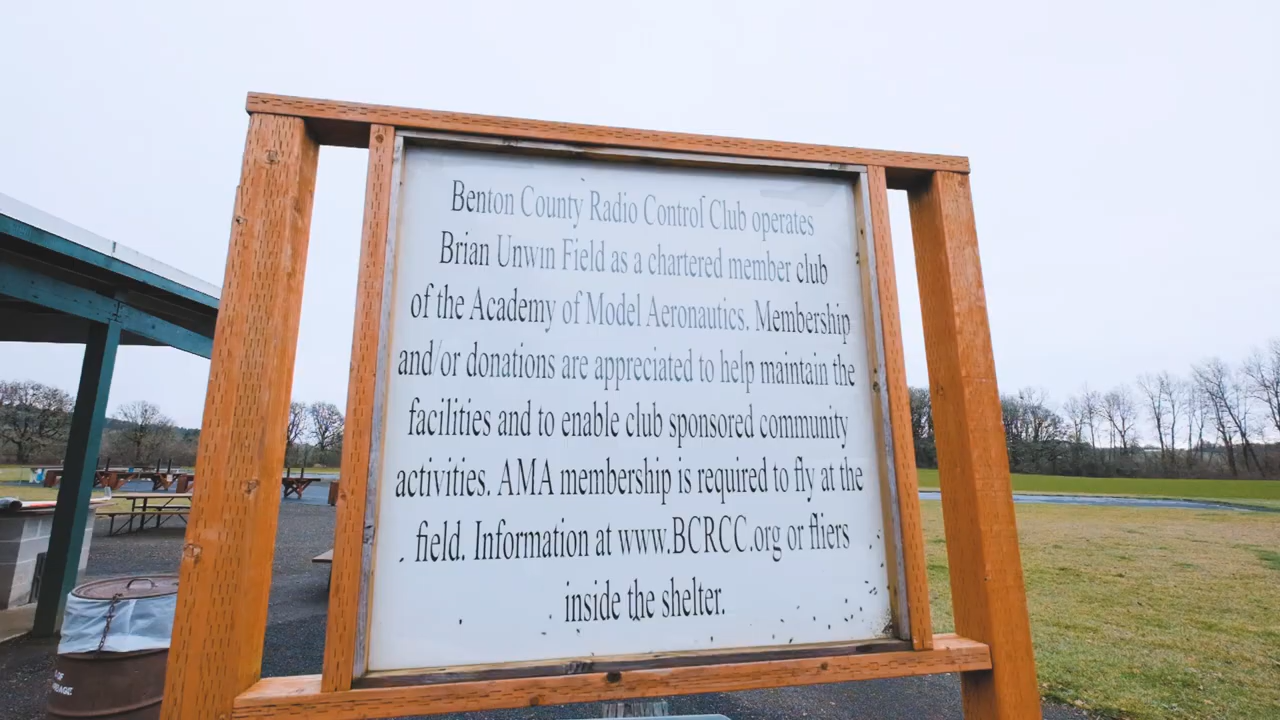 Benton County Radio Control Club operates
Brian Unwin Field as a chartered member club
of the Academy of Model Aeronautics. Membership
and/or donations are appreciated to help maintain the
facilities and to enable club sponsored community
activities. AMA membership is required to fly at the
field. Information at www.BCRCC.org or fliers
inside the shelter.